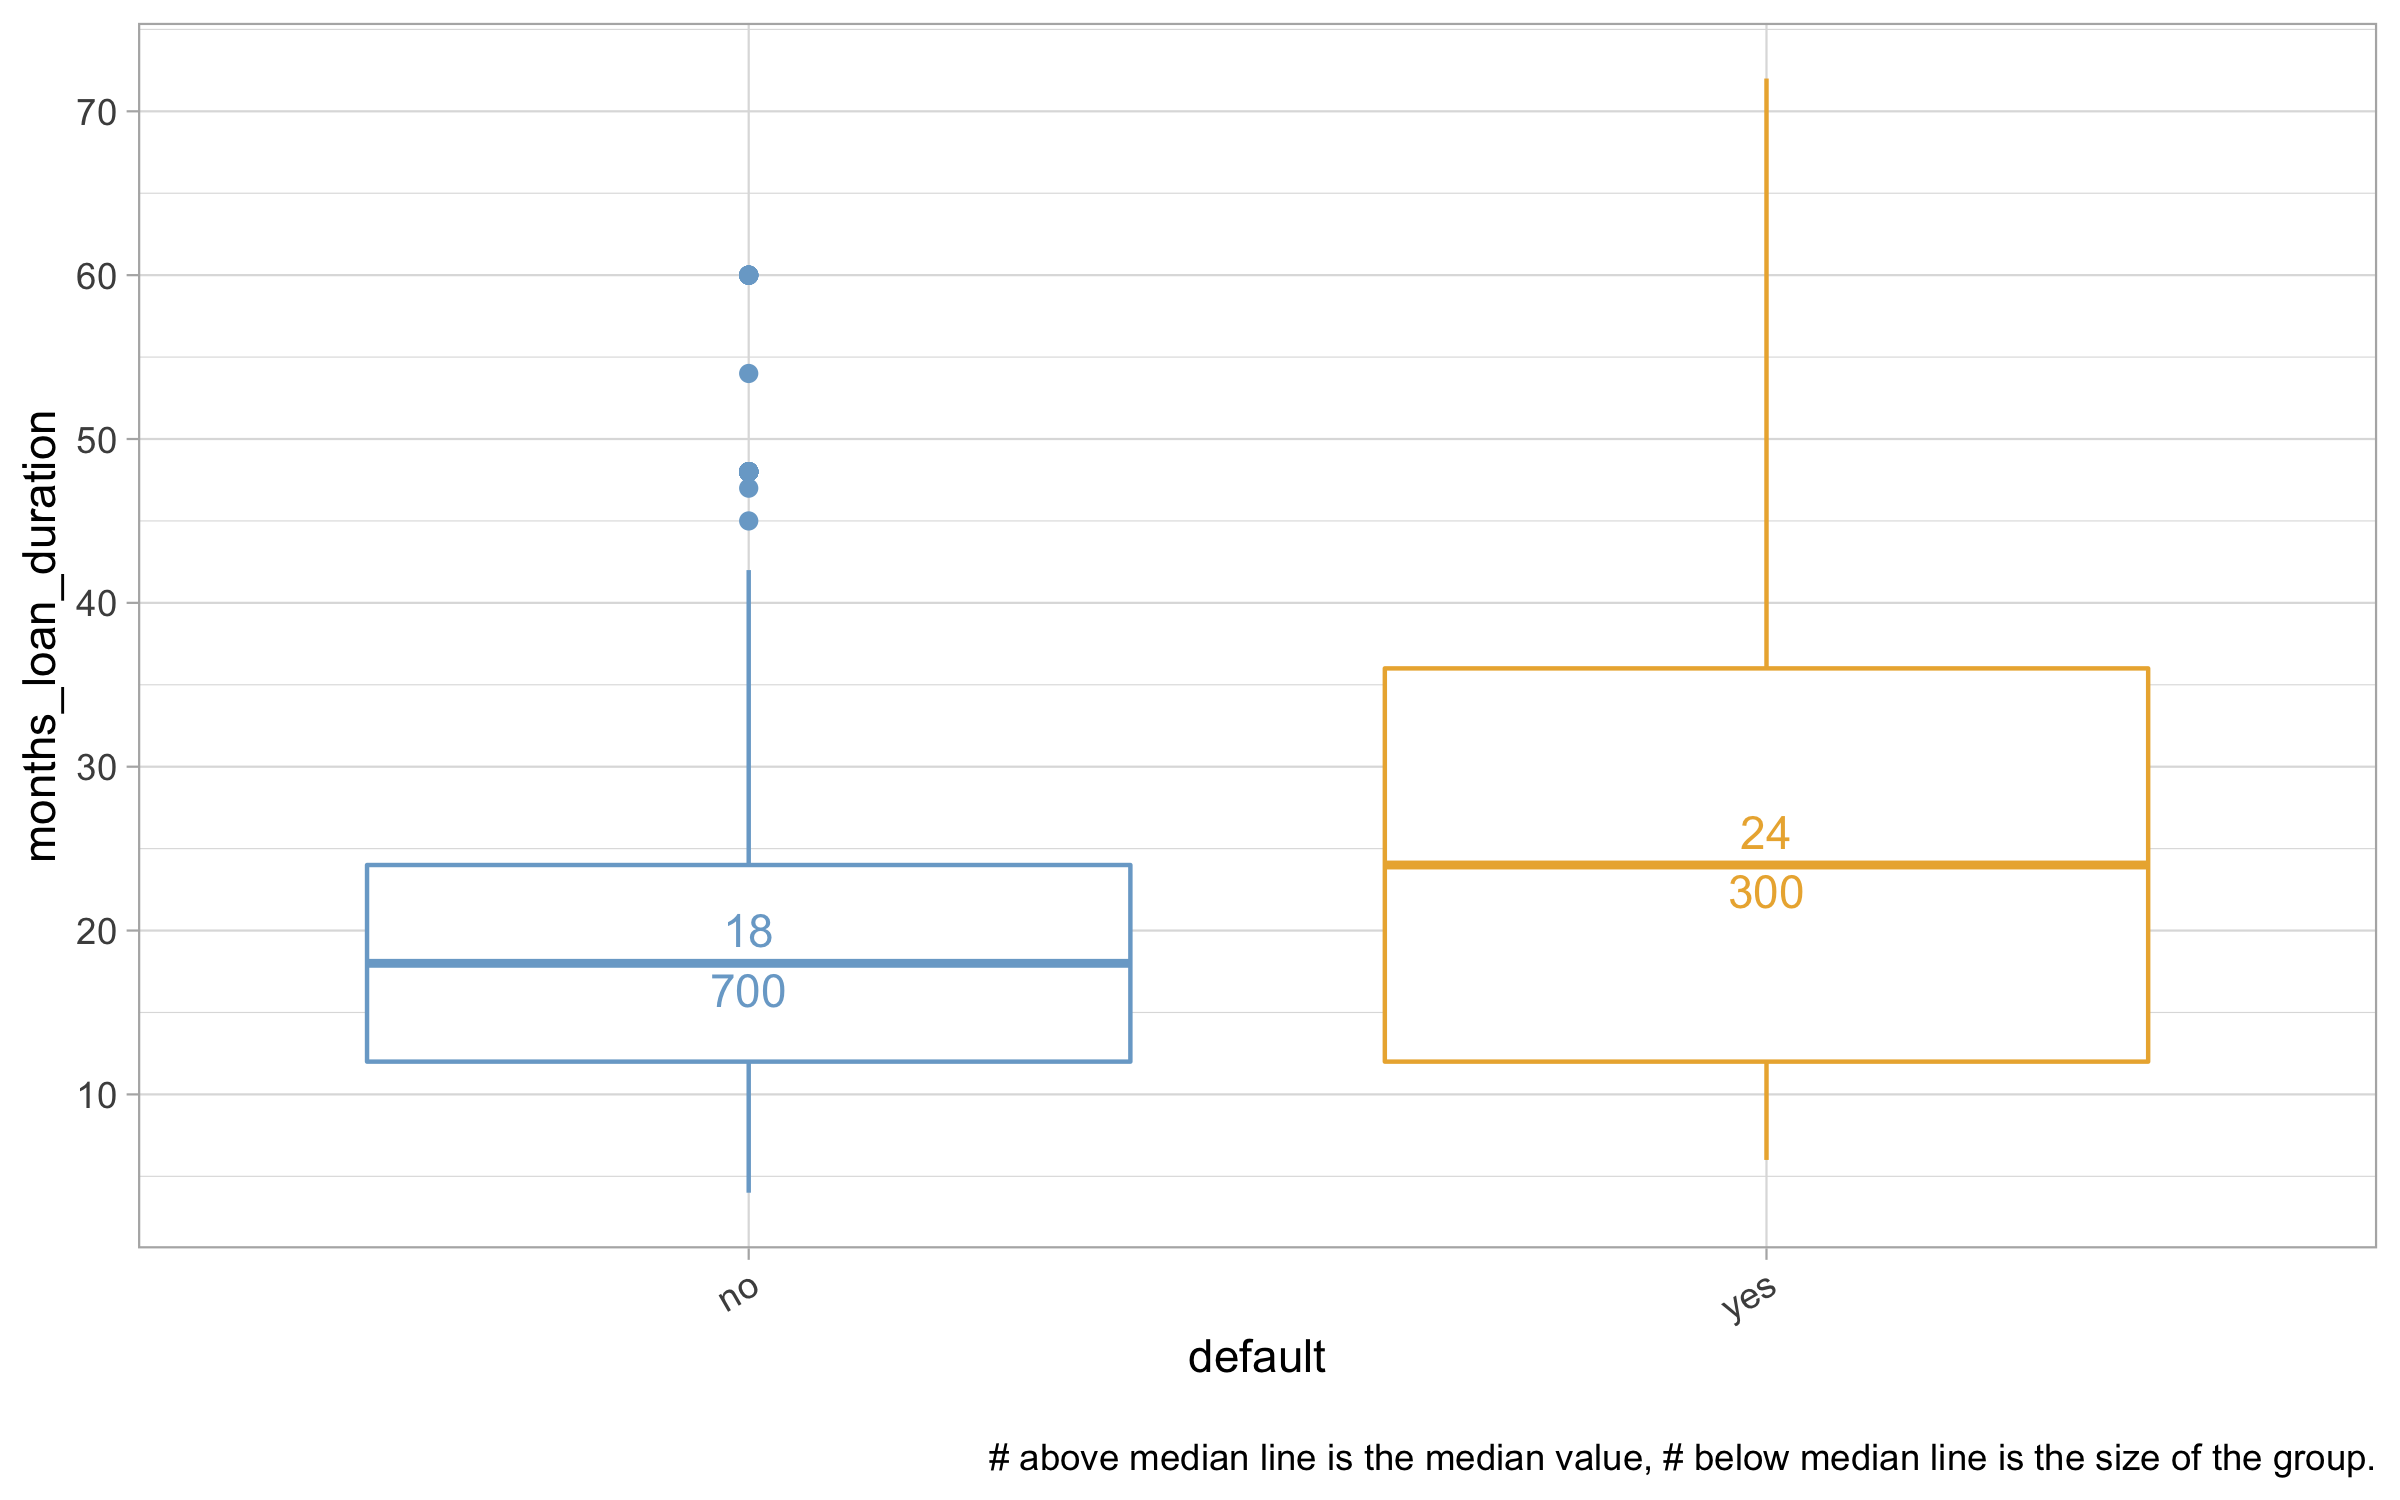 months_loan_duration
70
60
50
40
30
20
10
18
700
24
300
no
yes
default
# above median line is the median value, # below median line is the size of the group.